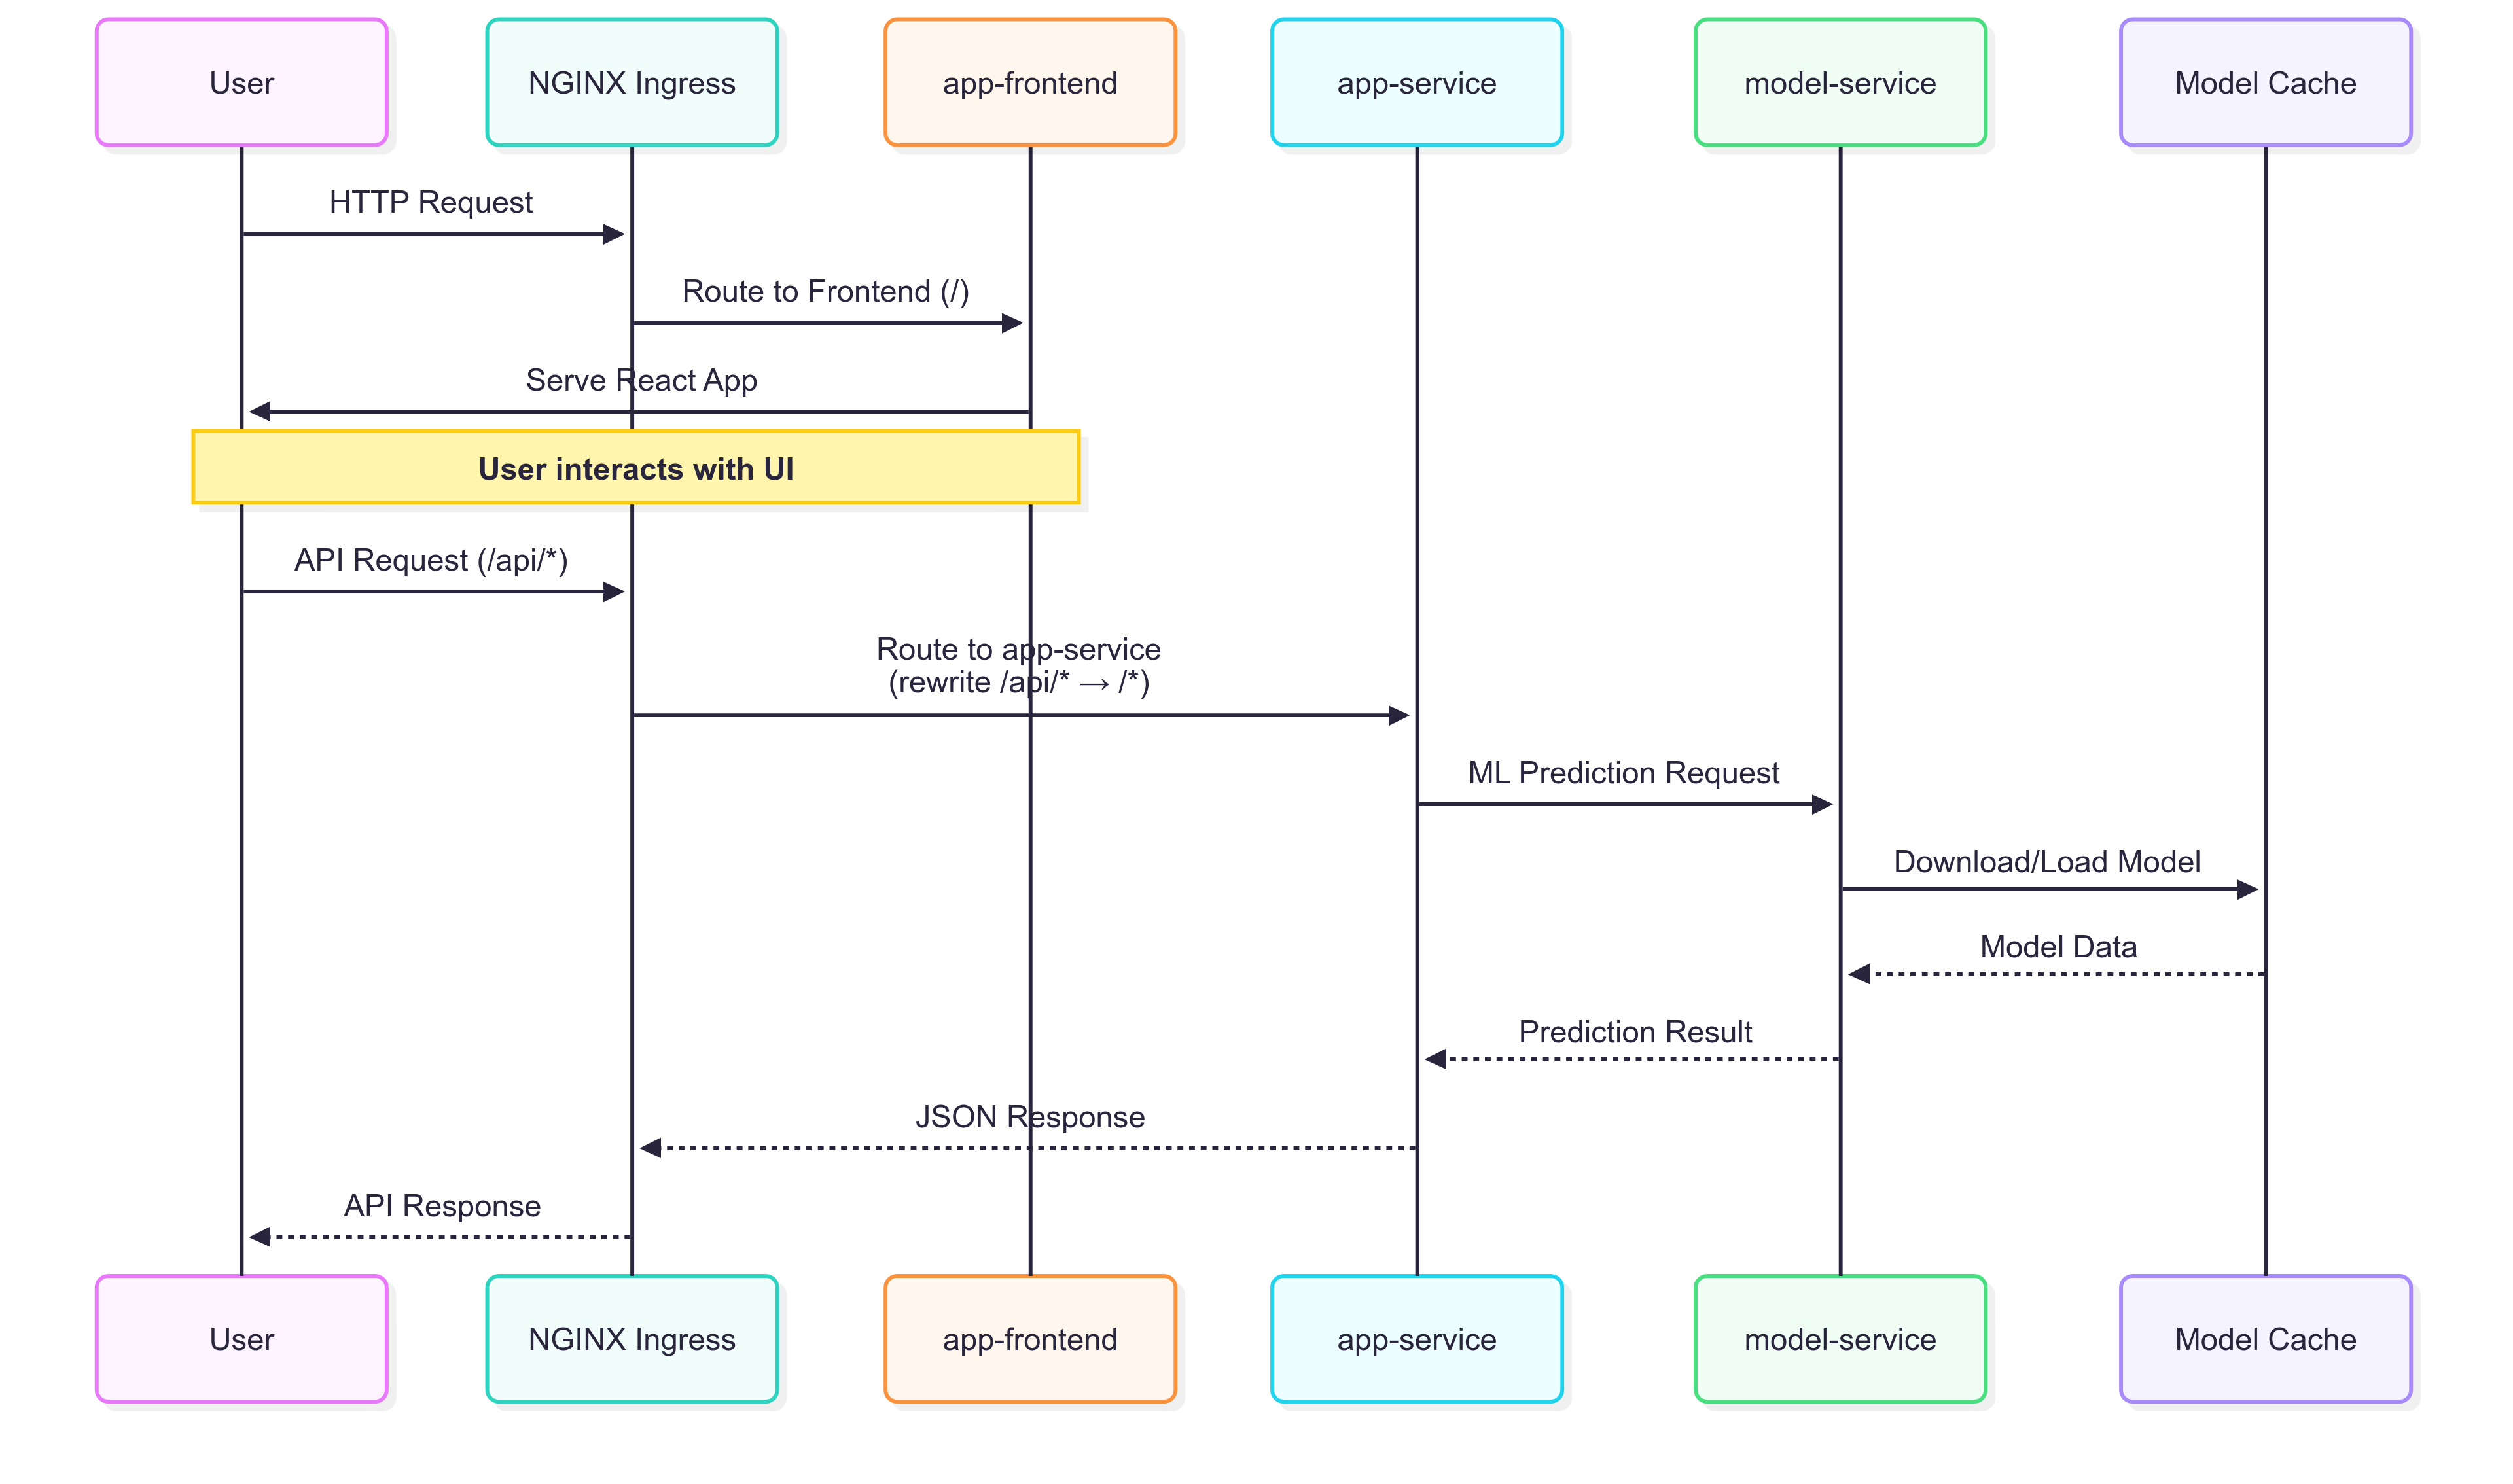 User
NGINX Ingress
app-frontend
app-service
model-service
Model Cache
HTTP Request
Route to Frontend (/)
Serve React App
User interacts with UI
API Request (/api/*)
Route to app-service
(rewrite /api/* → /*)
ML Prediction Request
Download/Load Model
Model Data
Prediction Result
JSON Response
API Response
User
NGINX Ingress
app-frontend
app-service
model-service
Model Cache